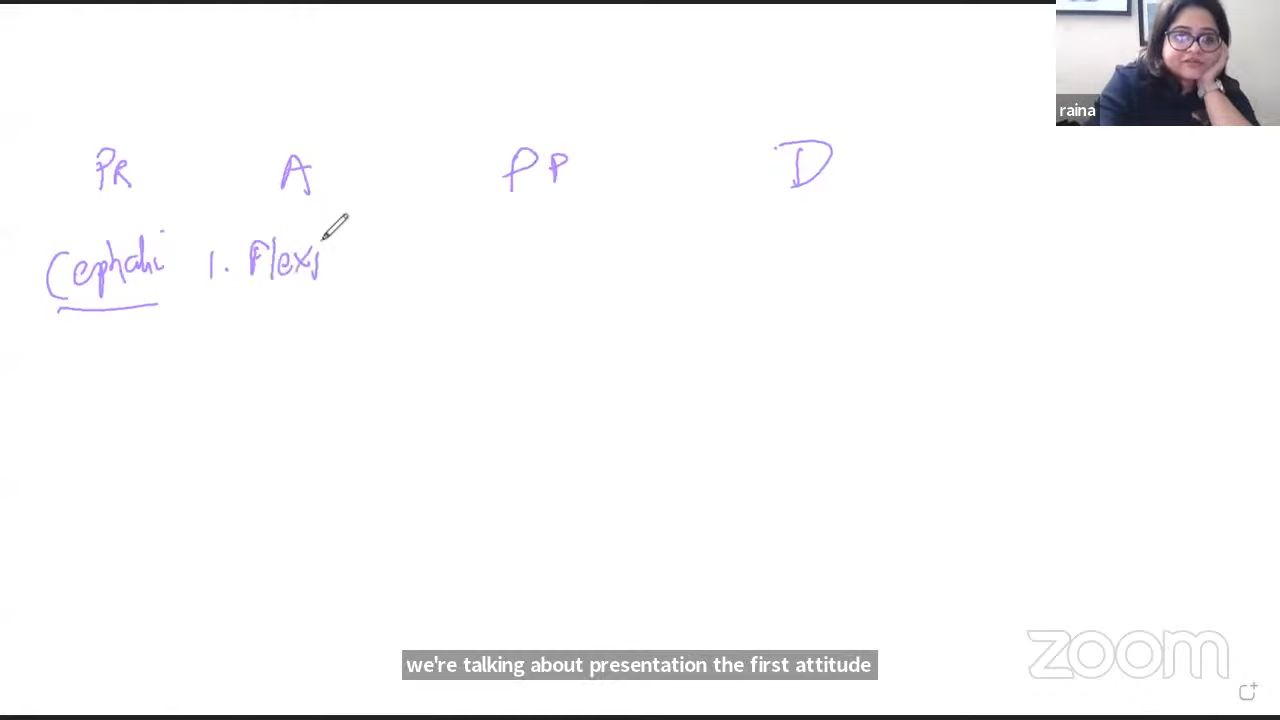 raina
PR A PP D
Cephali 1. Flexi
we're talking about presentation the first attitude
zoom